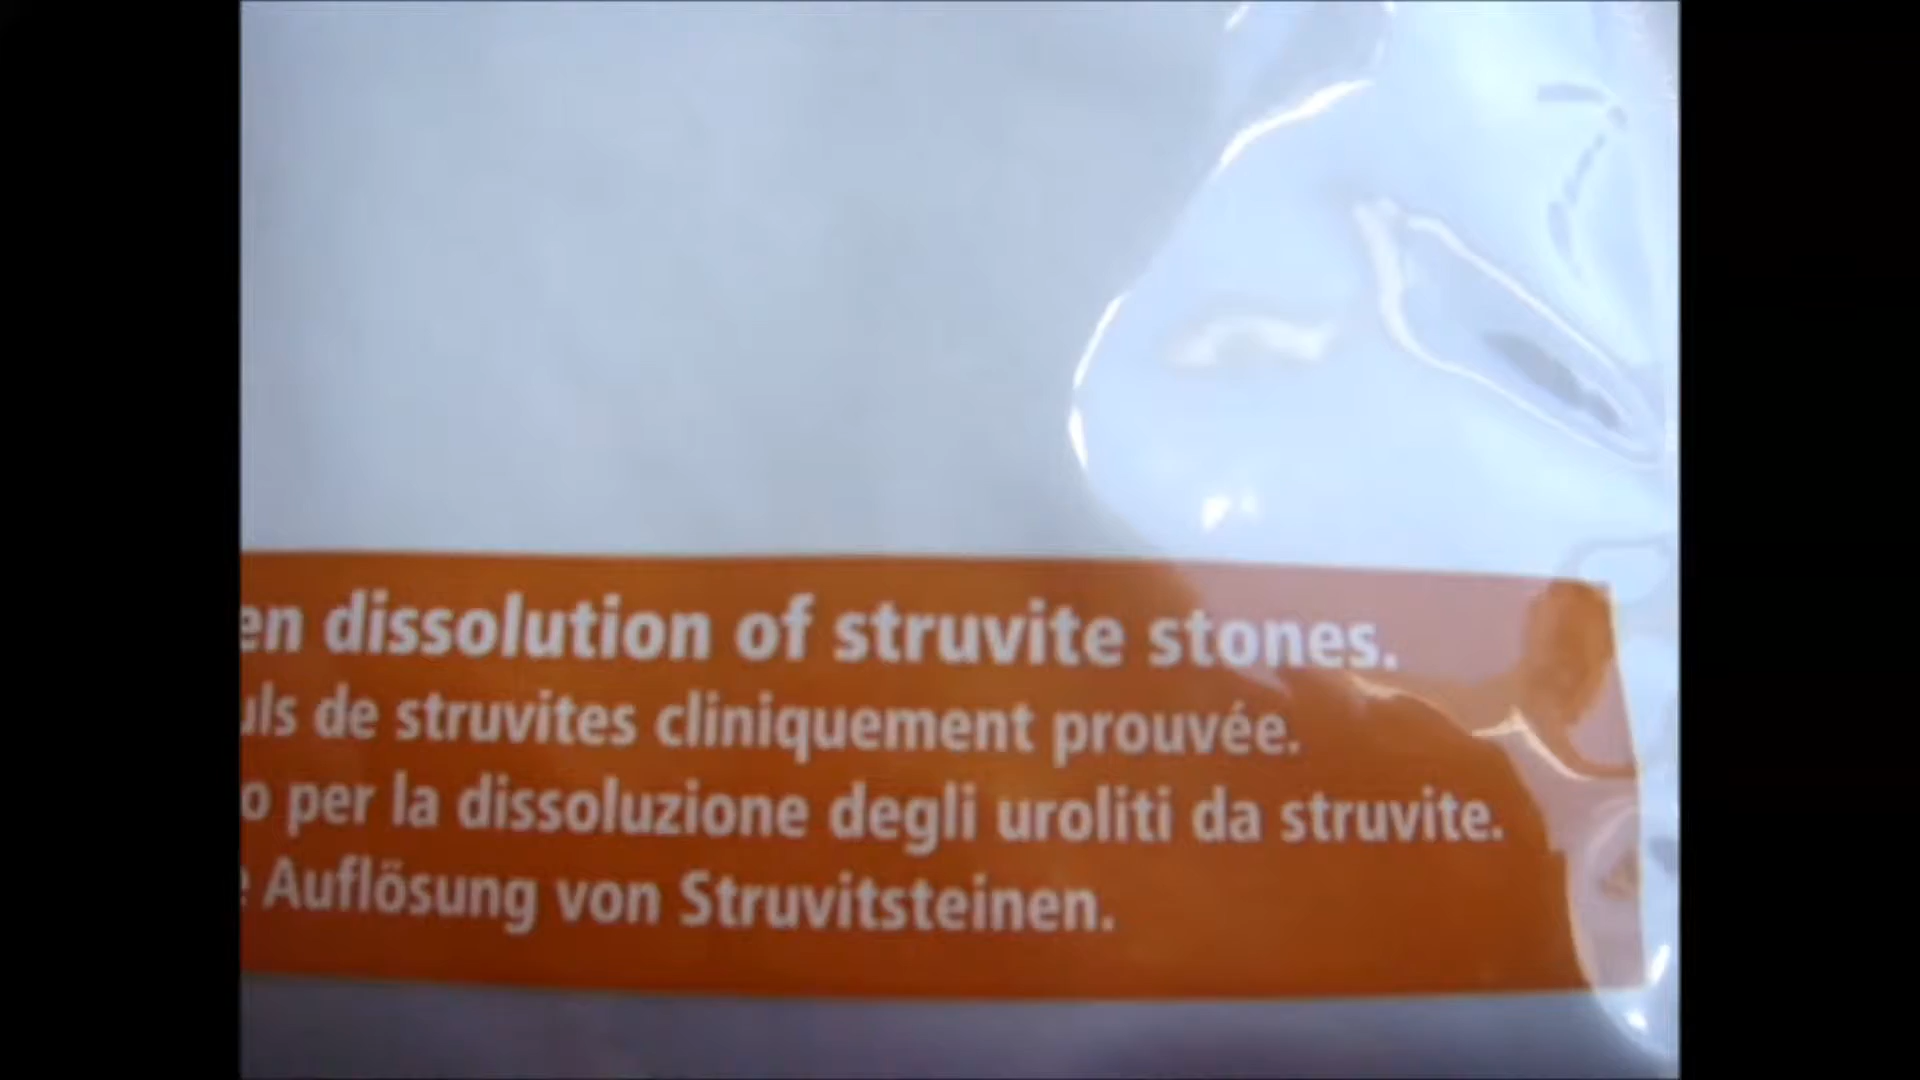 en dissolution of struvite stones.
uls de struvites cliniquement prouvée.
o per la dissoluzione degli uroliti da struvite.
Auflösung von Struvitsteinen.